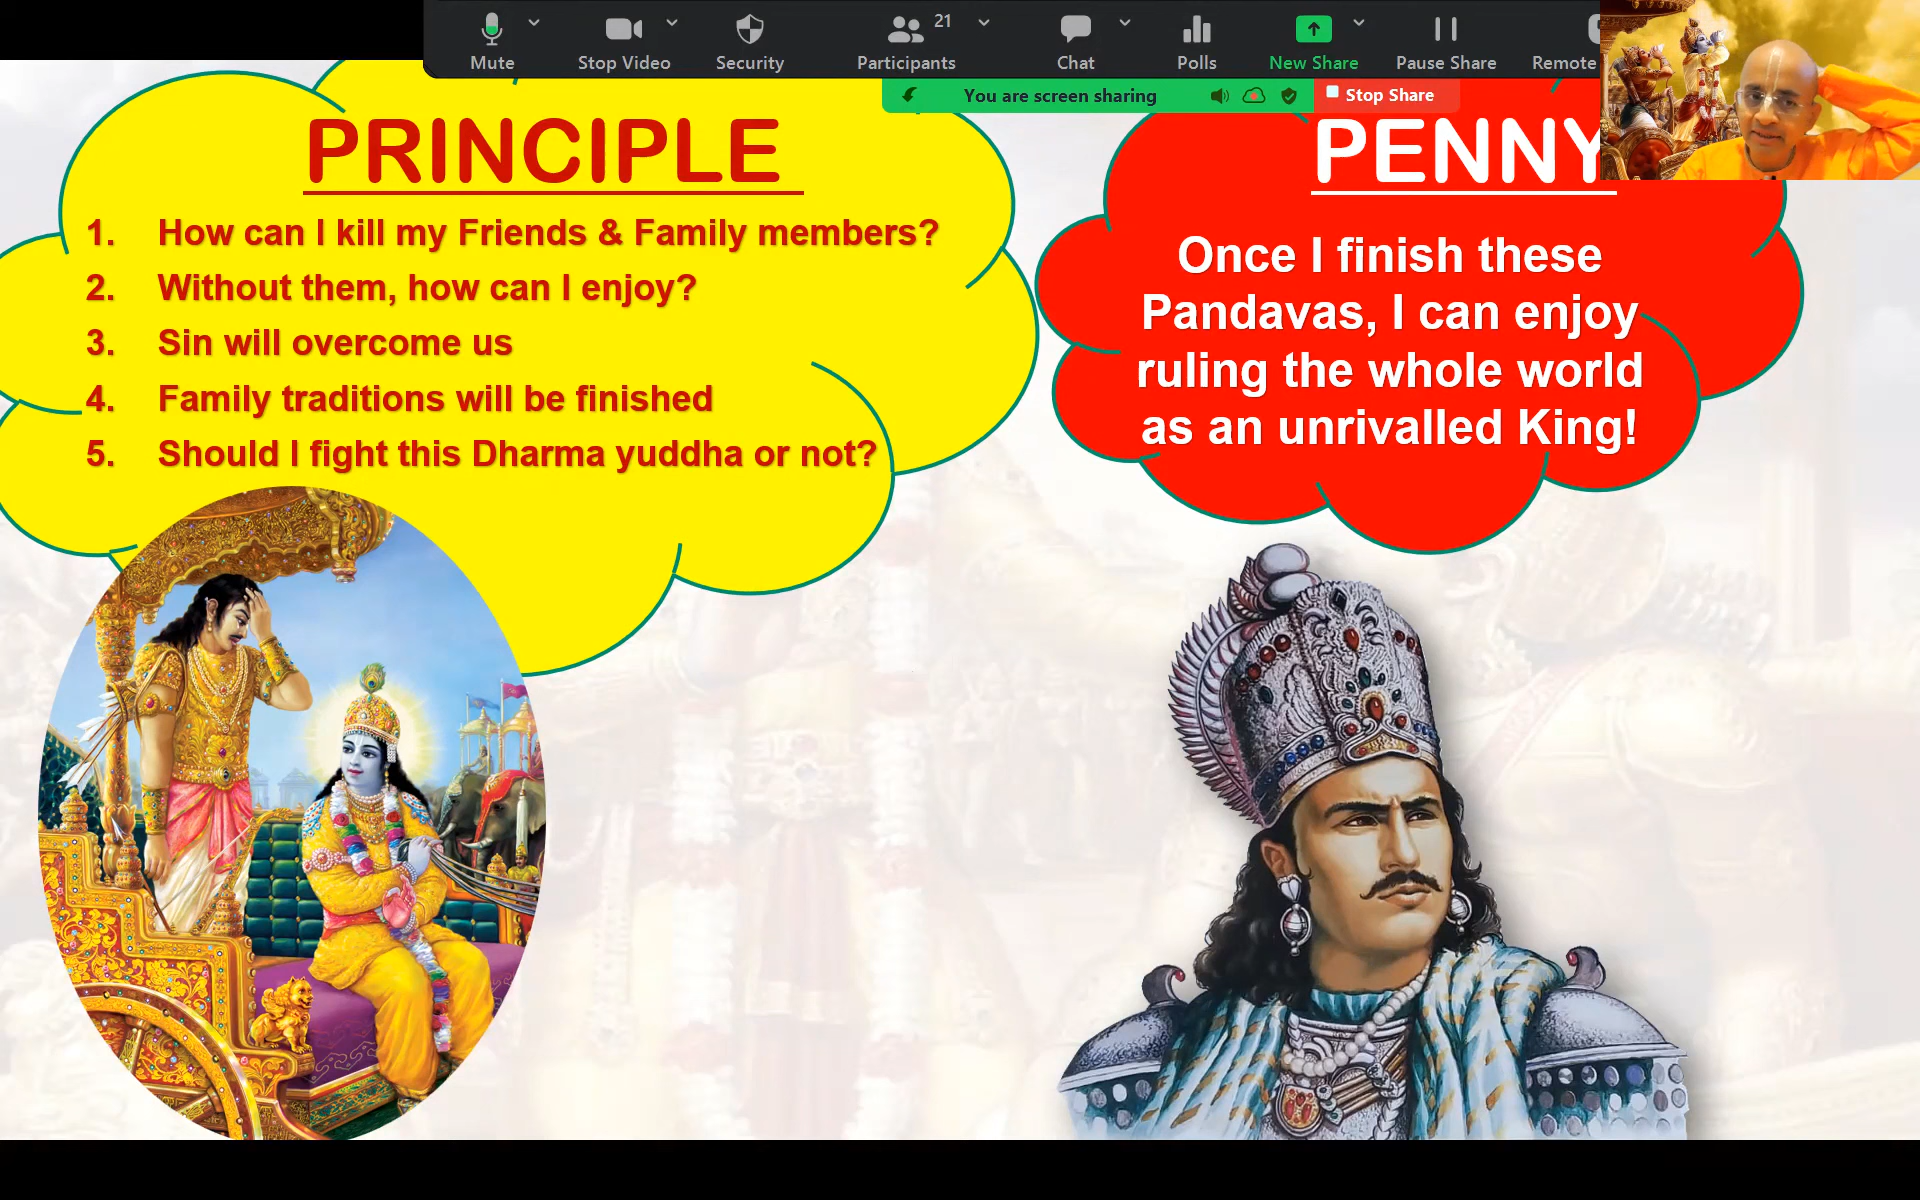 Mute
Stop Video
Security
21
Participants
Chat
Polls
New Share
Pause Share
Remote
You are screen sharing
Stop Share
PRINCIPLE
1. How can I kill my Friends & Family members?
2. Without them, how can I enjoy?
3. Sin will overcome us
4. Family traditions will be finished
5. Should I fight this Dharma yuddha or not?
PENNY
Once I finish these
Pandavas, I can enjoy
ruling the whole world
as an unrivalled King!